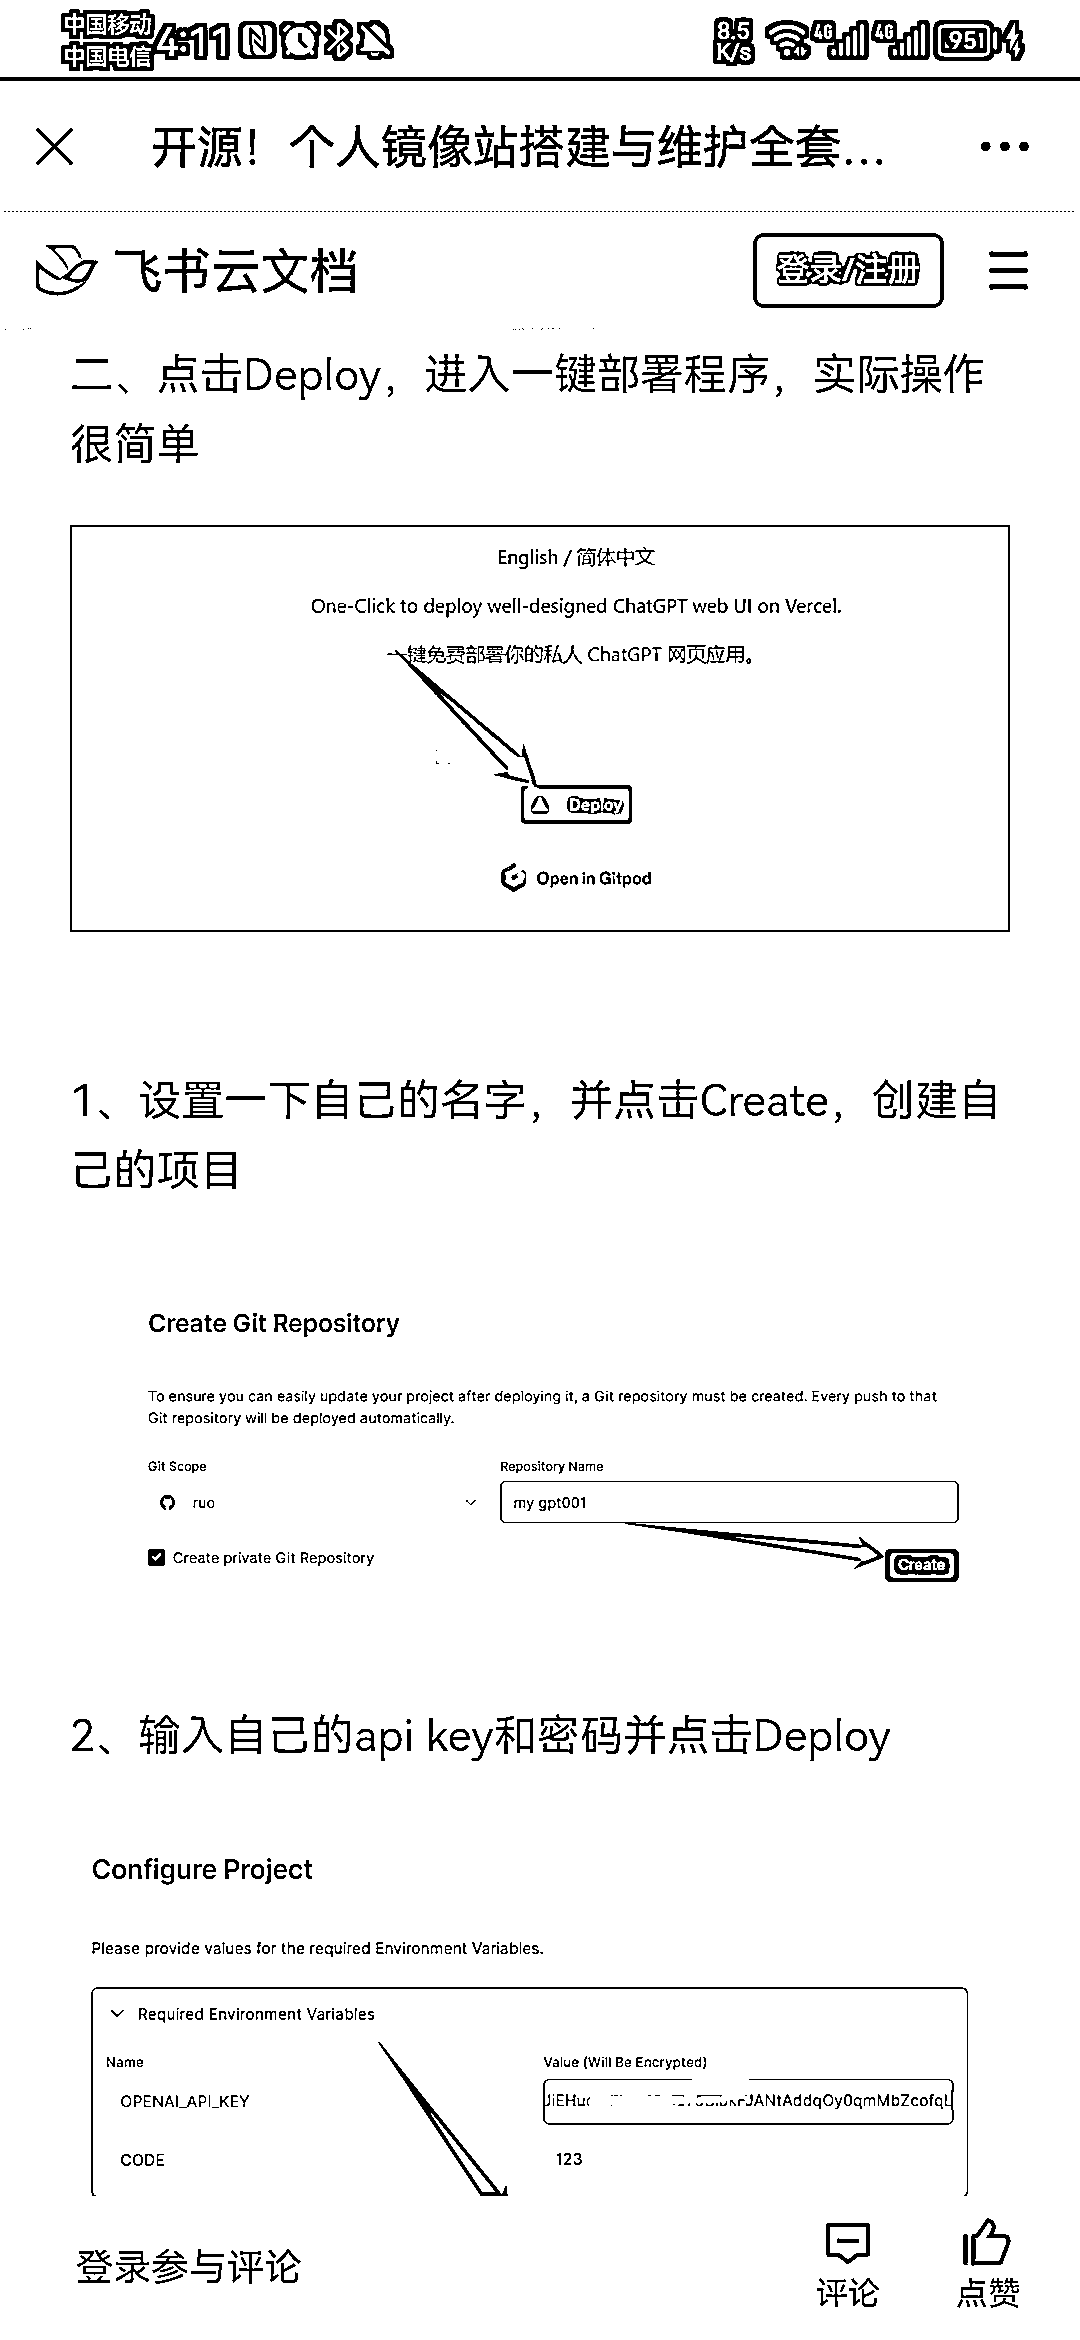 中国移动
中国电信
4:11
8.5
K/s
4G
4G
95
开源！个人镜像站搭建与维护全套...
飞书云文档
登录/注册
二、点击Deploy，进入一键部署程序，实际操作
很简单
English / 简体中文
One-Click to deploy well-designed ChatGPT web UI on Vercel.
一键免费部署你的私人 ChatGPT 网页应用。
Deploy
Open in Gitpod
1、设置一下自己的名字，并点击Create，创建自
己的项目
Create Git Repository
To ensure you can easily update your project after deploying it, a Git repository must be created. Every push to that
Git repository will be deployed automatically.
Git Scope
Repository Name
ruo
my gpt001
Create private Git Repository
Create
2、输入自己的api key和密码并点击Deploy
Configure Project
Please provide values for the required Environment Variables.
Required Environment Variables
Name
Value (Will Be Encrypted)
OPENAI_API_KEY
CODE
123
登录参与评论
评论
点赞